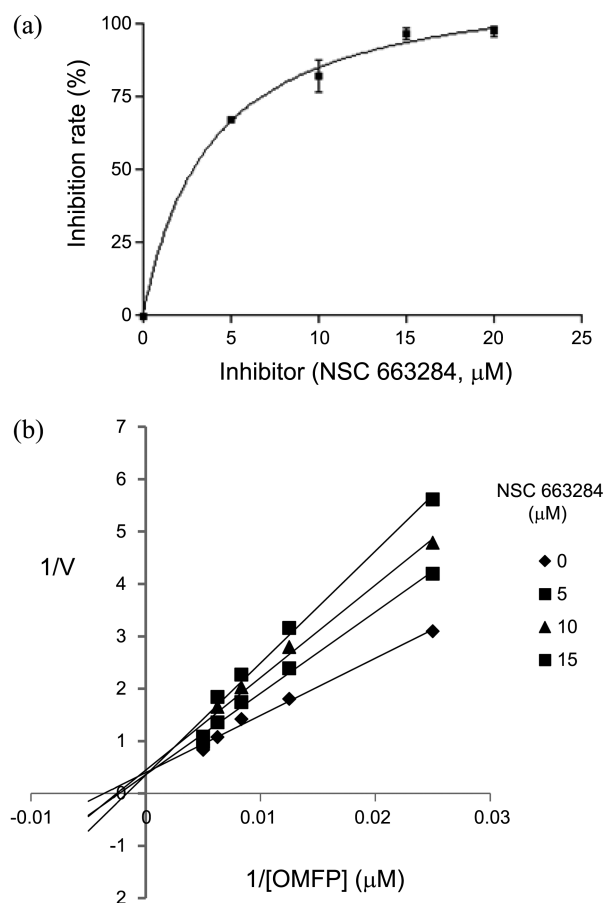 (a)
100
75
50
25
0
Inhibition rate (%)
0 5 10 15 20 25
Inhibitor (NSC 663284, μM)
(b)
7
6
5
4
3
2
1
-1
2
1/V
-0.01 0 0.01 0.02 0.03
0
1/[OMFP] (μM)
NSC 663284
(μM)
0
5
10
15